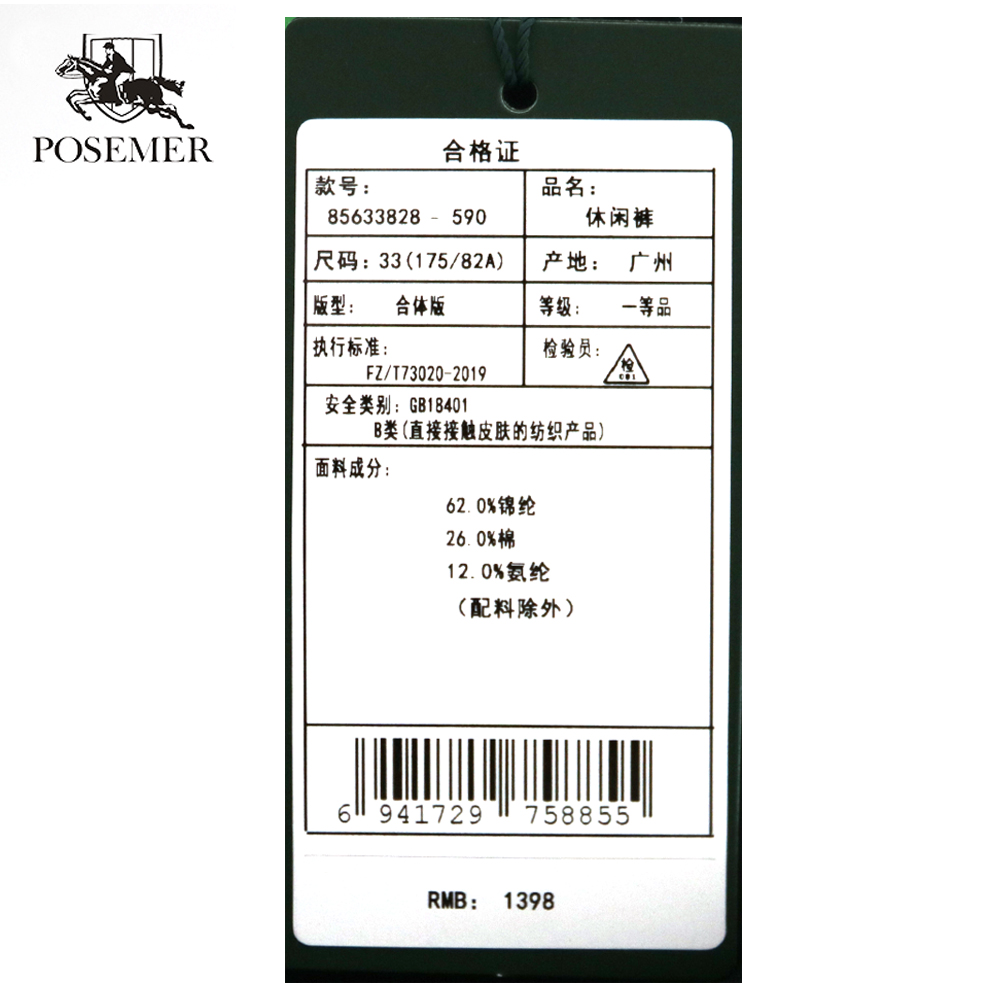 POSEMER
合格证
款号：
85633828 - 590
品名：
休闲裤
尺码：33(175/82A)
产地： 广州
版型： 合体版
等级： 一等品
执行标准：
FZ/T73020-2019
检验员：
检
001
安全类别：GB18401
B类(直接接触皮肤的纺织产品)
面料成分：
62.0%锦纶
26.0%棉
12.0%氨纶
（配料除外）
6 941729 758855
RMB： 1398